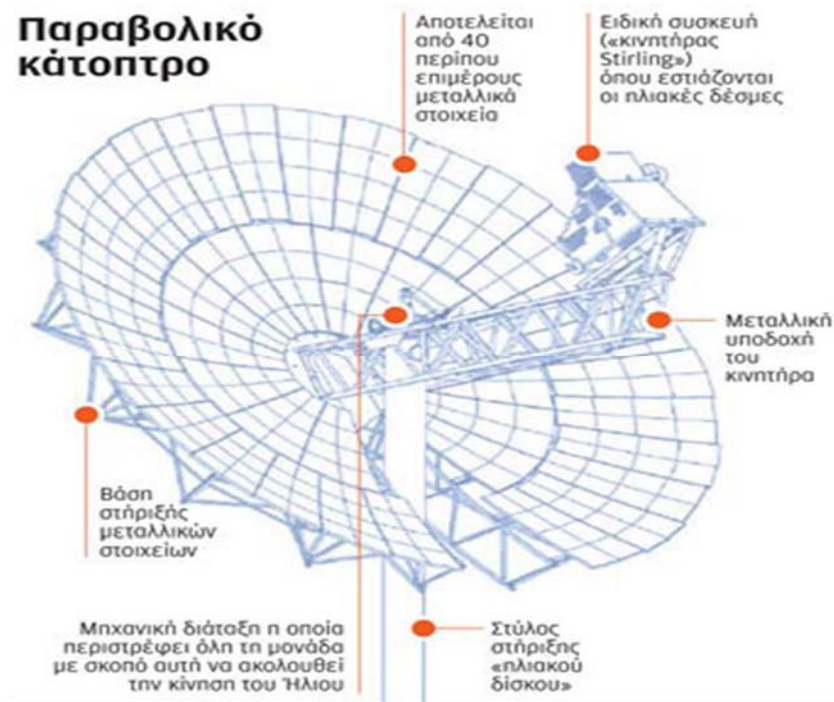 Παραβολικό
κάτοπτρο
Αποτελείται
από 40
περίπου
επιμέρους
μεταλλικά
στοιχεία
Ειδική συσκευή
(«κινητήρας
Stirling»)
όπου εστιάζονται
οι ηλιακές δέσμες
Μεταλλική
υποδοχή
του
κινητήρα
Βάση
στήριξής
μεταλλικών
στοιχείων
Μηχανική διάταξη η οποία
περιστρέφει όλη τη μονάδα
με σκοπό αυτή να ακολουθεί
την κίνηση του Ήλιου
Στύλος
στήριξης
«ηλιακού
δίσκου»